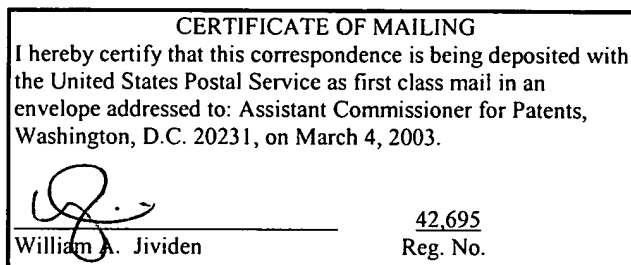 CERTIFICATE OF MAILING
I hereby certify that this correspondence is being deposited with
the United States Postal Service as first class mail in an
envelope addressed to: Assistant Commissioner for Patents,
Washington, D.C. 20231, on March 4, 2003.
42,695
William A. Jividen Reg. No.